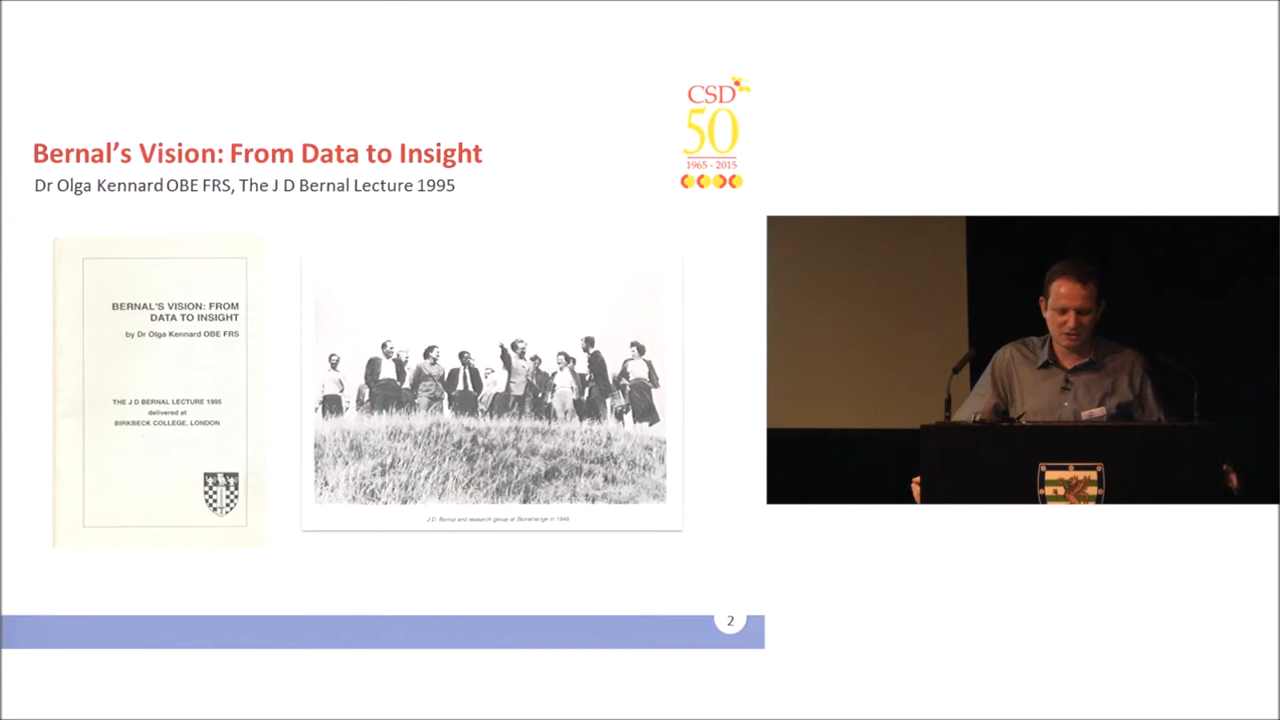 CSD
50
1965 - 2015
Bernal's Vision: From Data to Insight
Dr Olga Kennard OBE FRS, The J D Bernal Lecture 1995
BERNAL'S VISION: FROM
DATA TO INSIGHT
by Dr Olga Kennard OBE FRS
THE J D BERNAL LECTURE 1995
delivered at
BIRKBECK COLLEGE, LONDON
J.D. Bernal and research group at Stonehenge in 1948
2